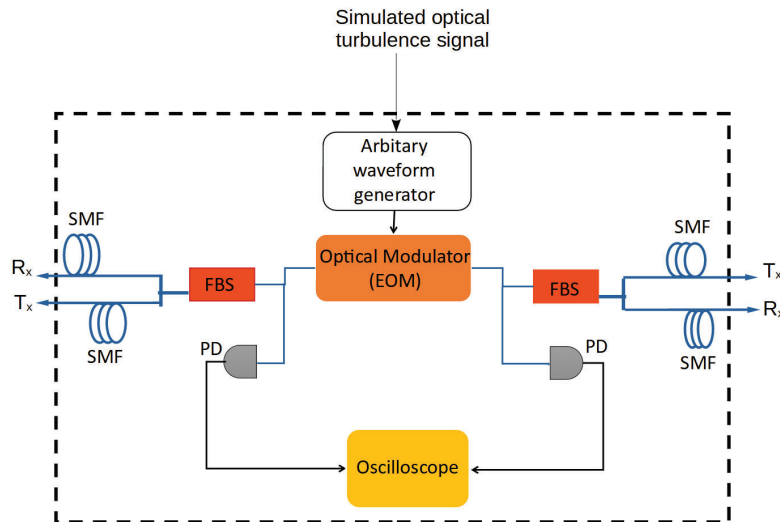 Simulated optical
turbulence signal
Arbitary
waveform
generator
SMF
SMF
Optical Modulator
(EOM)
Rx
FBS
FBS
Tx
Tx
Rx
SMF
SMF
PD
PD
Oscilloscope